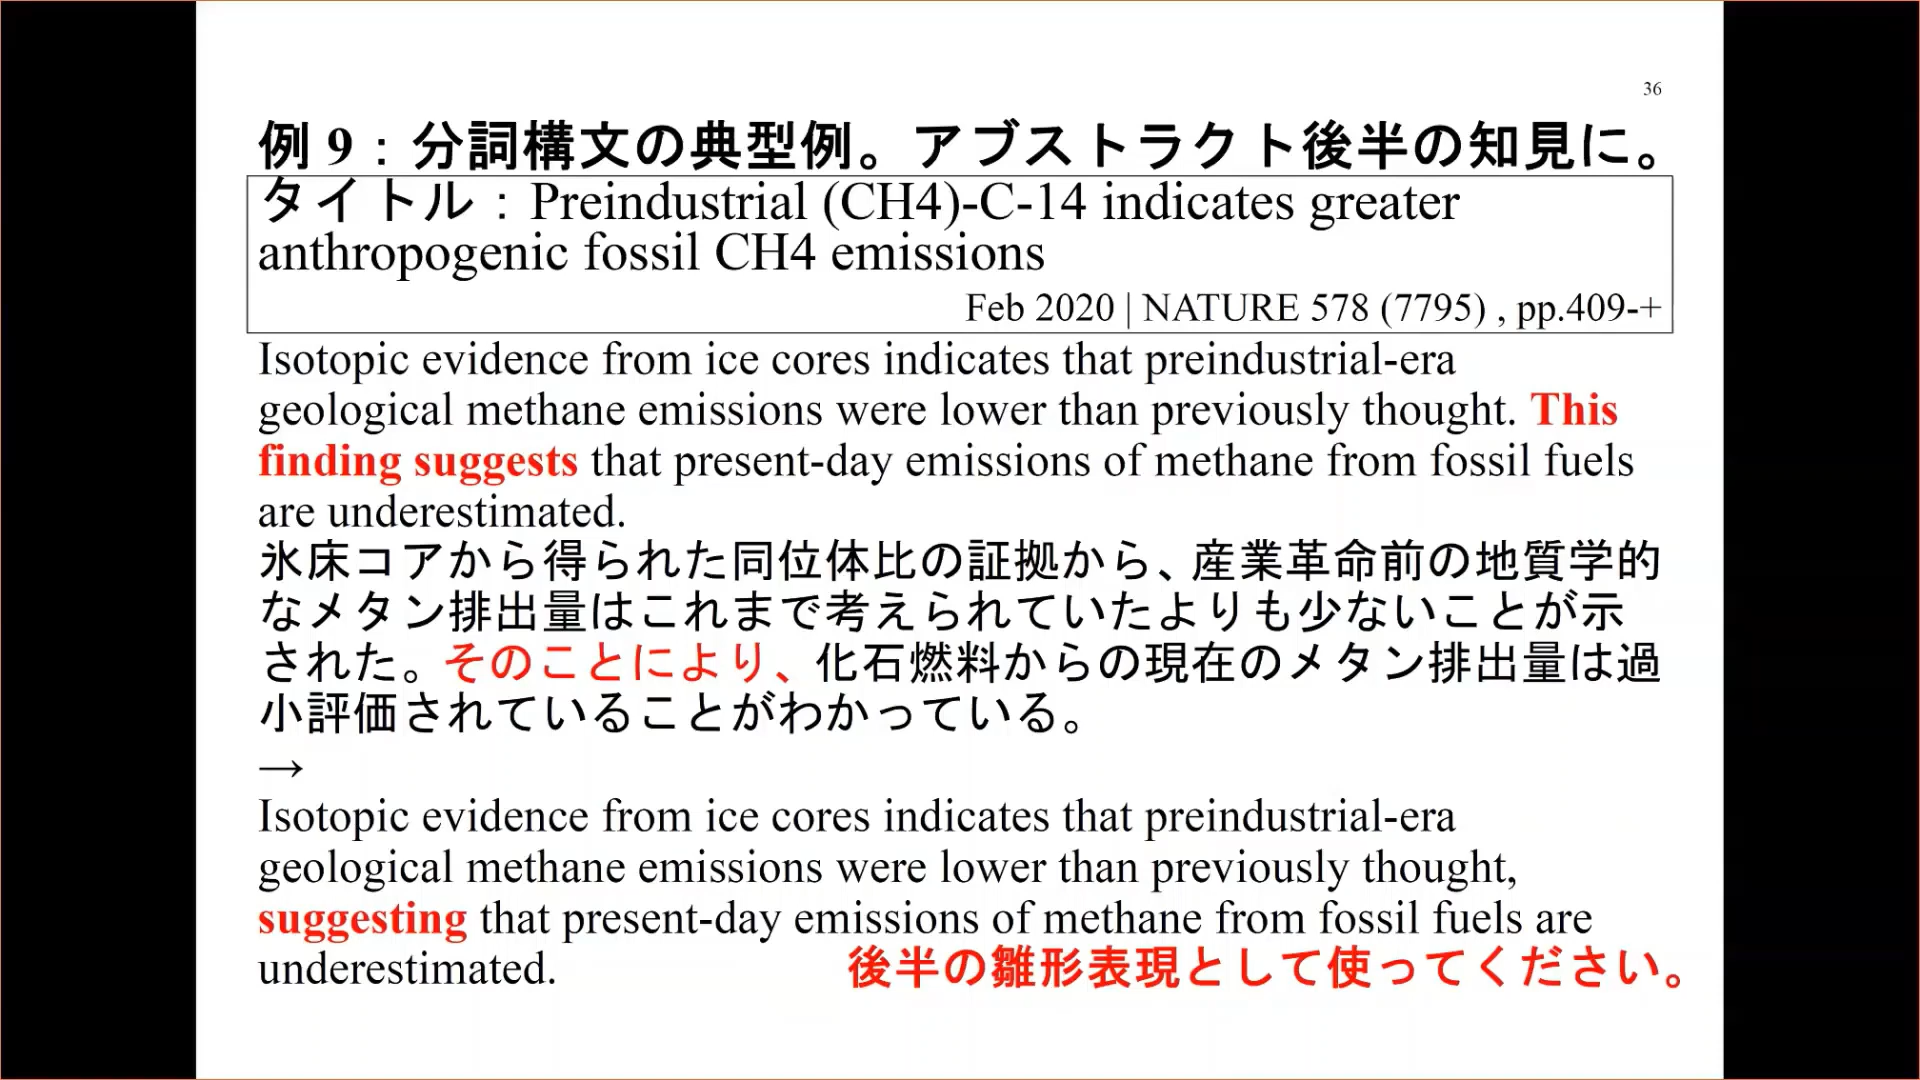 36
例 9：分詞構文の典型例。アブストラクト後半の知見に。
タイトル：Preindustrial (CH4)-C-14 indicates greater
anthropogenic fossil CH4 emissions
Feb 2020 | NATURE 578 (7795) , pp.409-+
Isotopic evidence from ice cores indicates that preindustrial-era
geological methane emissions were lower than previously thought. This
finding suggests that present-day emissions of methane from fossil fuels
are underestimated.
氷床コアから得られた同位体比の証拠から、産業革命前の地質学的
なメタン排出量はこれまで考えられていたよりも少ないことが示
された。そのことにより、化石燃料からの現在のメタン排出量は過
小評価されていることがわかっている。
→
Isotopic evidence from ice cores indicates that preindustrial-era
geological methane emissions were lower than previously thought,
suggesting that present-day emissions of methane from fossil fuels are
underestimated. 後半の雛形表現として使ってください。